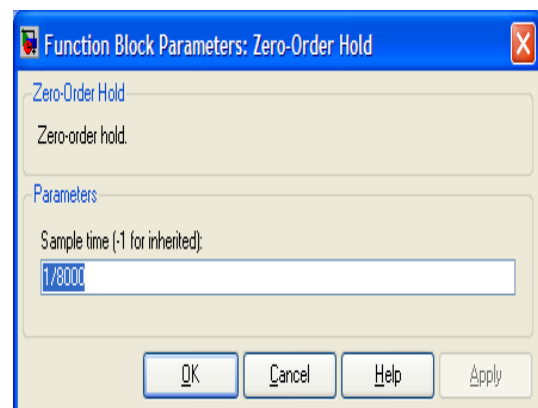 Function Block Parameters: Zero-Order Hold
Zero-Order Hold
Zero-order hold.
Parameters
Sample time (-1 for inherited):
1/8000
OK Cancel Help Apply